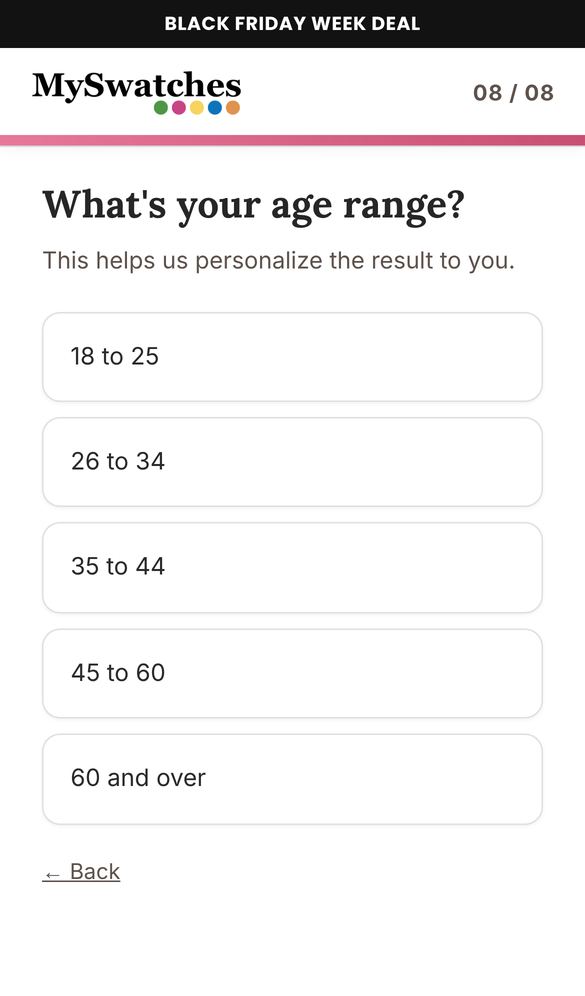 BLACK FRIDAY WEEK DEAL
MySwatches
08 / 08
What's your age range?
This helps us personalize the result to you.
18 to 25
26 to 34
35 to 44
45 to 60
60 and over
← Back